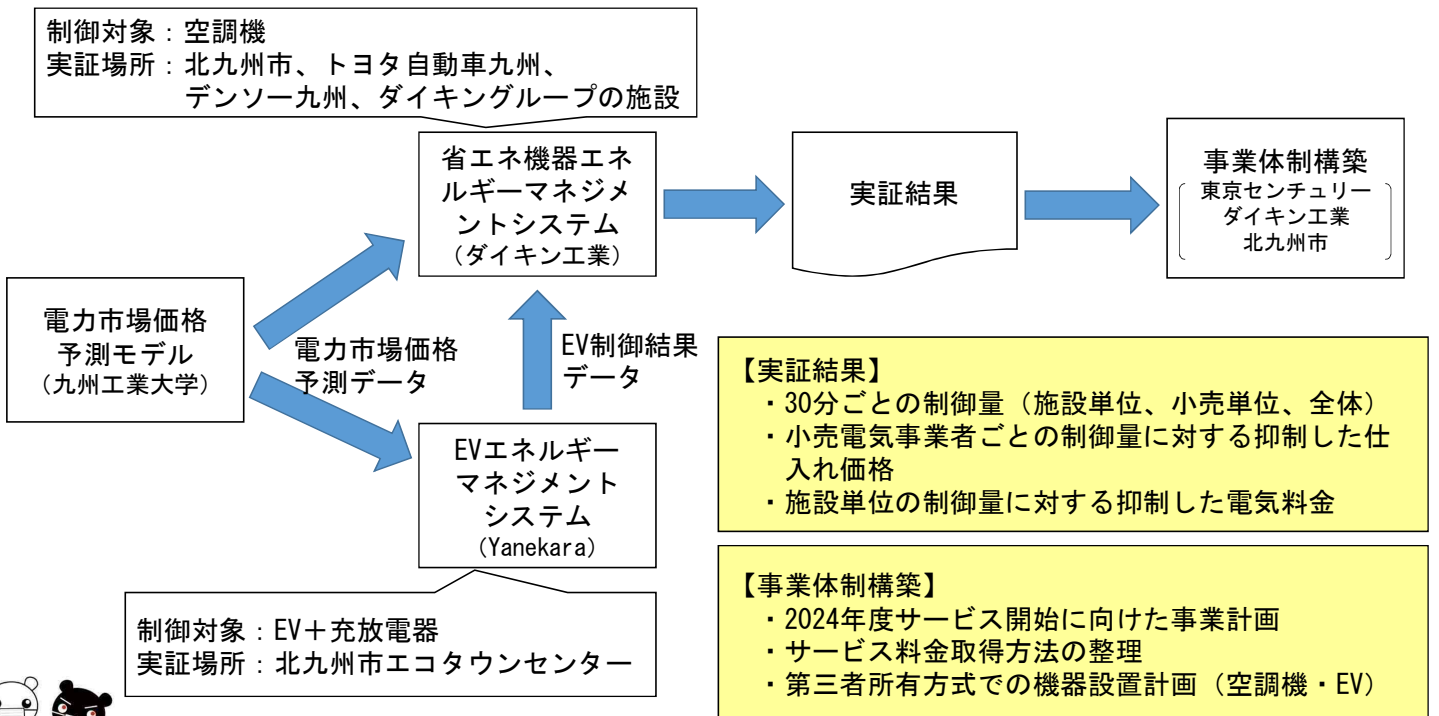 制御対象：空調機
実証場所：北九州市、トヨタ自動車九州、
デンソー九州、ダイキングループの施設
省エネ機器エネ
ルギーマネジメ
ントシステム
（ダイキン工業）
実証結果
事業体制構築
東京センチュリー
ダイキン工業
北九州市
電力市場価格
予測モデル
（九州工業大学）
電力市場価格
予測データ
EV制御結果
データ
EVエネルギー
マネジメント
システム
（Yanekara）
制御対象：EV＋充放電器
実証場所：北九州市エコタウンセンター
【実証結果】
・30分ごとの制御量（施設単位、小売単位、全体）
・小売電気事業者ごとの制御量に対する抑制した仕
入れ価格
・施設単位の制御量に対する抑制した電気料金
【事業体制構築】
・2024年度サービス開始に向けた事業計画
・サービス料金取得方法の整理
・第三者所有方式での機器設置計画（空調機・EV）